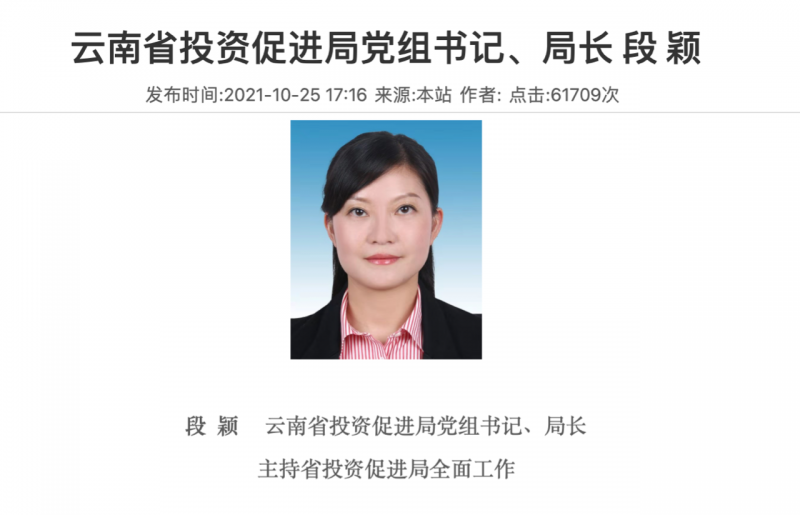 云南省投资促进局党组书记、局长 段 颖
发布时间:2021-10-25 17:16 来源:本站 作者: 点击:61709次
段 颖 云南省投资促进局党组书记、局长
主持省投资促进局全面工作